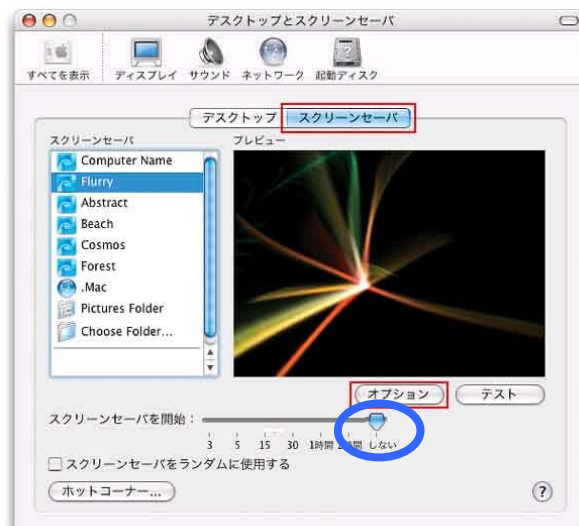 デスクトップとスクリーンセーバ
すべてを表示 ディスプレイ サウンド ネットワーク 起動ディスク
デスクトップ スクリーンセーバ
スクリーンセーバ プレビュー
Computer Name
Flurry
Abstract
Beach
Cosmos
Forest
.Mac
Pictures Folder
Choose Folder...
オプション テスト
スクリーンセーバを開始：
3 5 15 30 1時間 2時間 しない
スクリーンセーバをランダムに使用する
ホットコーナー... ?